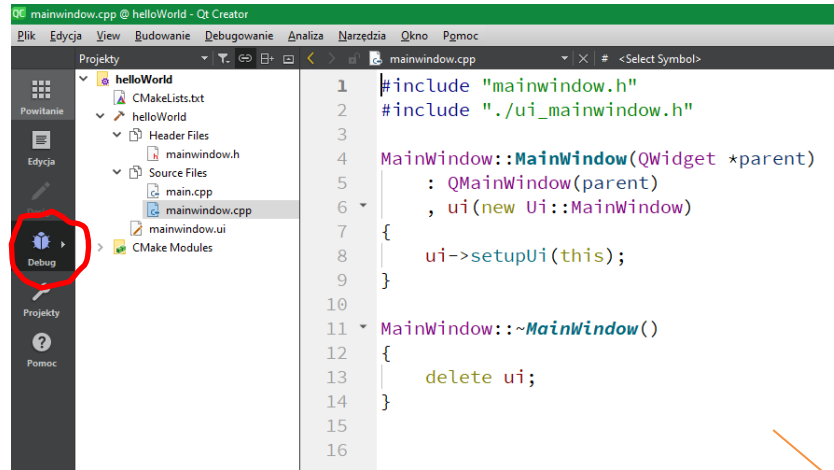 QC mainwindow.cpp @ helloWorld - Qt Creator
Plik Edycja View Budowanie Debugowanie Analiza Narzędzia Okno Pomoc
Projekty
mainwindow.cpp
# <Select Symbol>
Powitanie
Edycja
Debug
Projekty
Pomoc
helloWorld
CMakeLists.txt
helloWorld
Header Files
mainwindow.h
Source Files
main.cpp
mainwindow.cpp
mainwindow.ui
CMake Modules
1 #include "mainwindow.h"
2 #include "./ui_mainwindow.h"
3
4 MainWindow::MainWindow(QWidget *parent)
5 : QMainWindow(parent)
6 , ui(new Ui::MainWindow)
7 {
8 ui->setupUi(this);
9 }
10
11 MainWindow::~MainWindow()
12 {
13 delete ui;
14 }
15
16